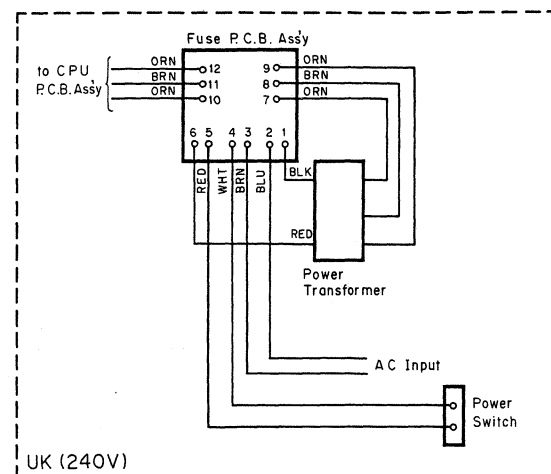 Fuse P.C.B. Ass'y
to CPU
P.C.B. Ass'y
ORN
BRN
ORN
12
11
10
9
8
7
ORN
BRN
ORN
6 5 4 3 2 1
RED
WHT
BRN
BLU
BLK
RED
Power
Transformer
AC Input
Power
Switch
UK (240V)